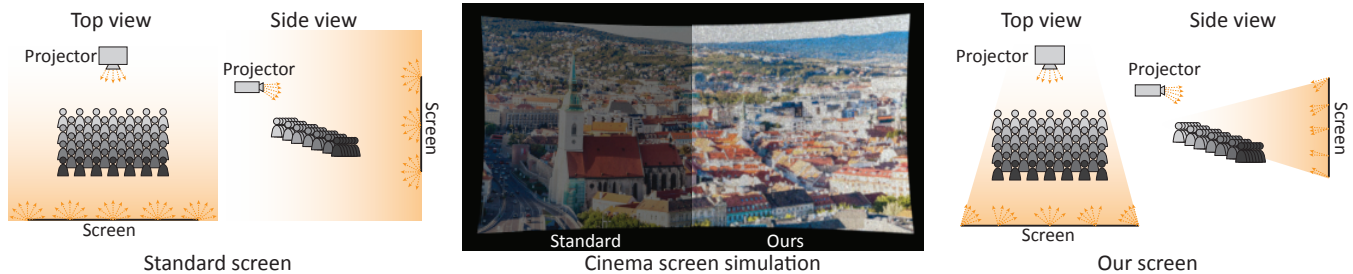 Top view
Side view
Projector
Projector
Screen
Screen
Standard screen
Standard
Ours
Cinema screen simulation
Top view
Side view
Projector
Projector
Screen
Screen
Our screen